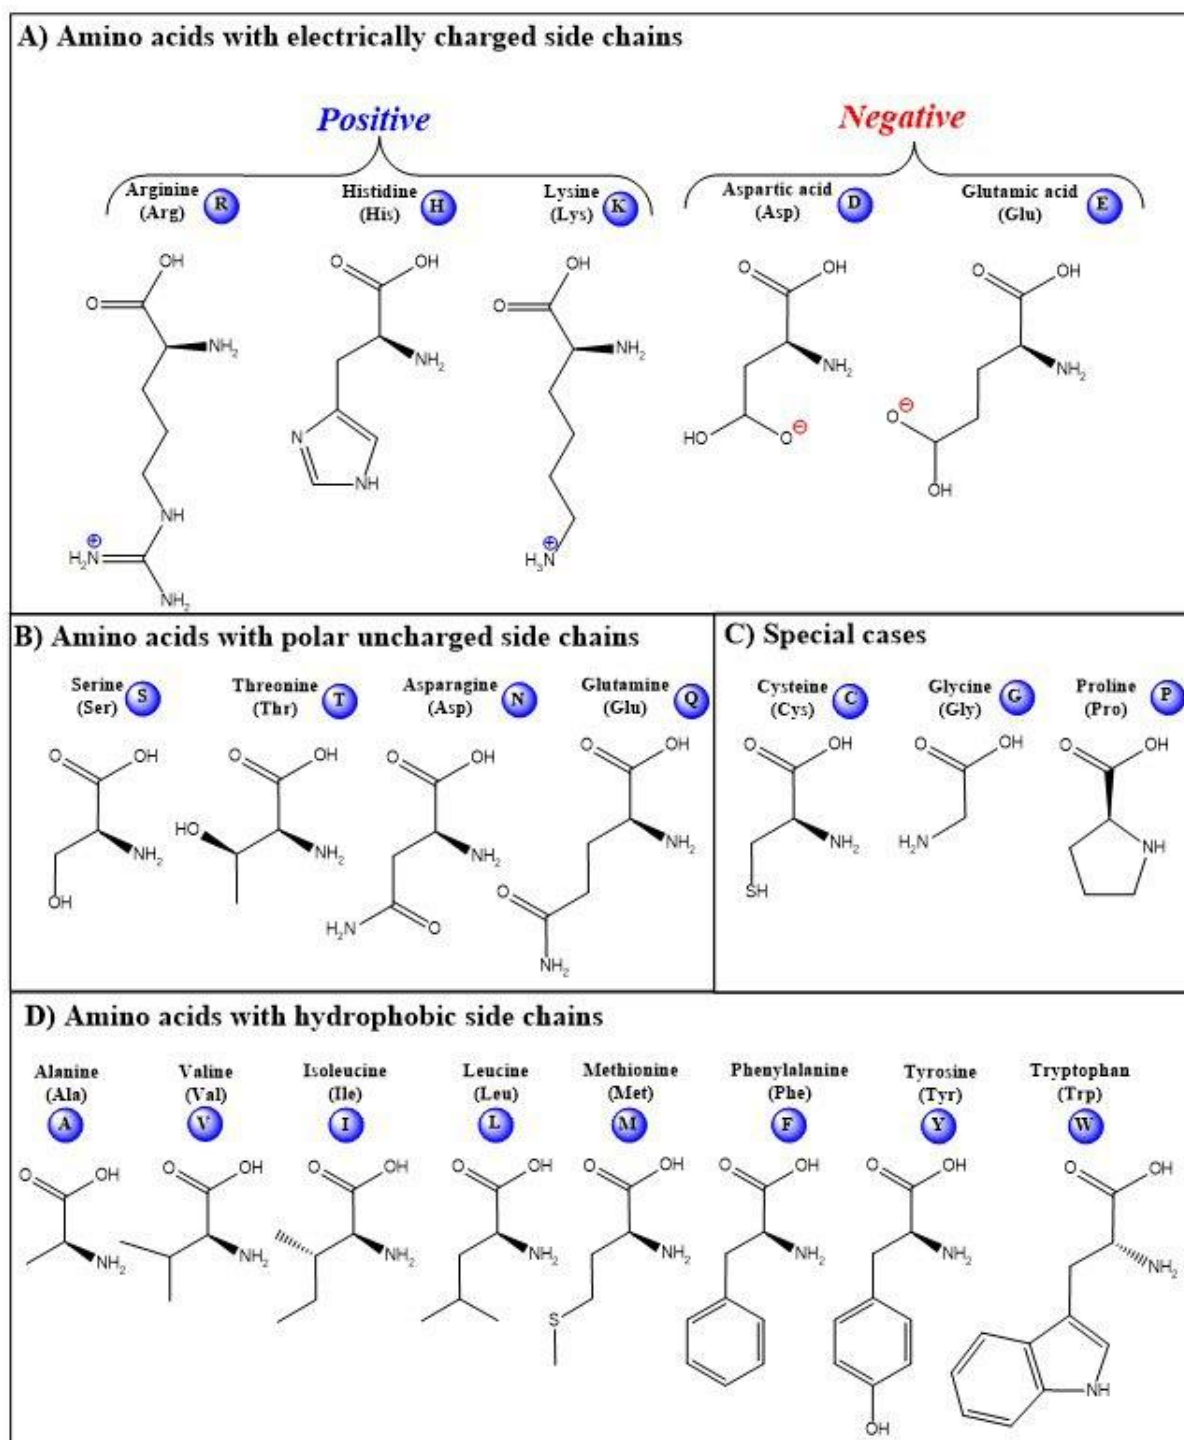 A) Amino acids with electrically charged side chains
Positive
Negative
Arginine
(Arg)
R
Histidine
(His)
H
Lysine
(Lys)
K
Aspartic acid
(Asp)
D
Glutamic acid
(Glu)
E
OH
O
NH₂
NH
⊕
H₂N
NH₂
O
OH
NH₂
N
NH
OH
O
NH₂
⊕
H₃N
O
OH
NH₂
HO
O ⊖
O
OH
NH₂
O ⊖
OH
B) Amino acids with polar uncharged side chains
Serine
(Ser)
S
Threonine
(Thr)
T
Asparagine
(Asp)
N
Glutamine
(Glu)
Q
O
OH
NH₂
OH
O
OH
HO
NH₂
O
OH
NH₂
H₂N
O
O
OH
NH₂
O
NH₂
C) Special cases
Cysteine
(Cys)
C
Glycine
(Gly)
G
Proline
(Pro)
P
O
OH
NH₂
SH
O
OH
H₂N
O
OH
NH
D) Amino acids with hydrophobic side chains
Alanine
(Ala)
A
Valine
(Val)
V
Isoleucine
(Ile)
I
Leucine
(Leu)
L
Methionine
(Met)
M
Phenylalanine
(Phe)
F
Tyrosine
(Tyr)
Y
Tryptophan
(Trp)
W
O
OH
NH₂
O
OH
NH₂
O
OH
NH₂
O
OH
NH₂
O
OH
NH₂
S
O
OH
NH₂
O
OH
NH₂
OH
O
OH
NH₂
NH